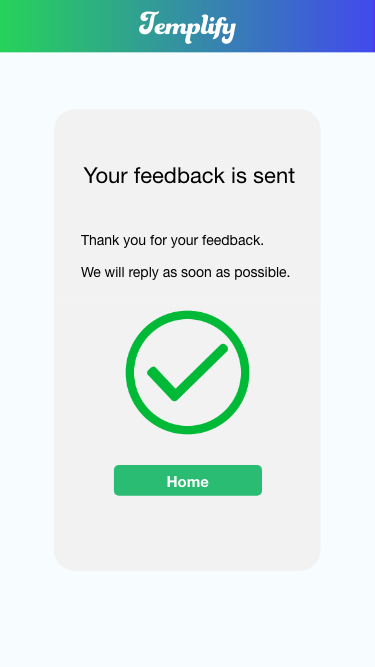 Templify
Your feedback is sent
Thank you for your feedback.
We will reply as soon as possible.
Home